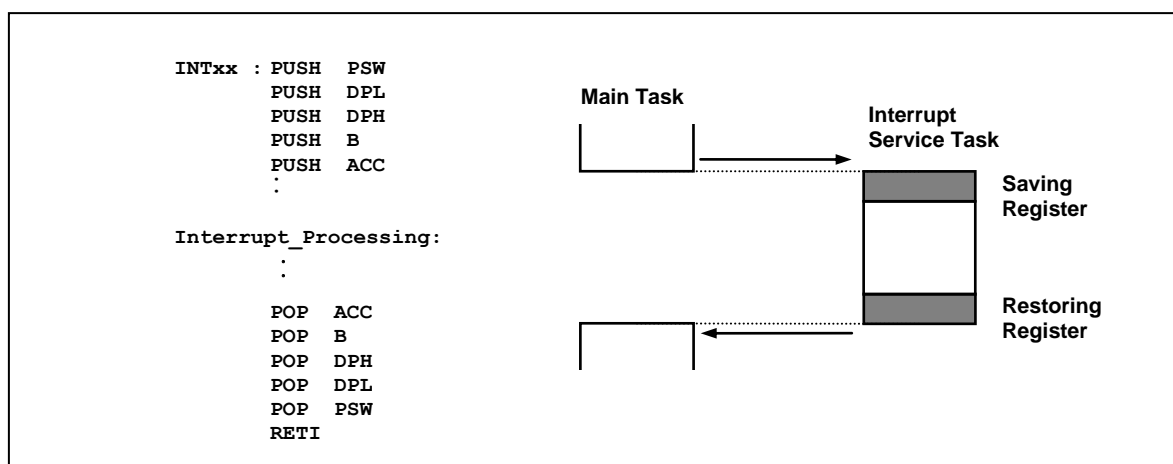 INTxx : PUSH PSW
PUSH DPL
PUSH DPH
PUSH B
PUSH ACC
:
Interrupt_Processing:
:
POP ACC
POP B
POP DPH
POP DPL
POP PSW
RETI
Main Task
Interrupt
Service Task
Saving
Register
Restoring
Register